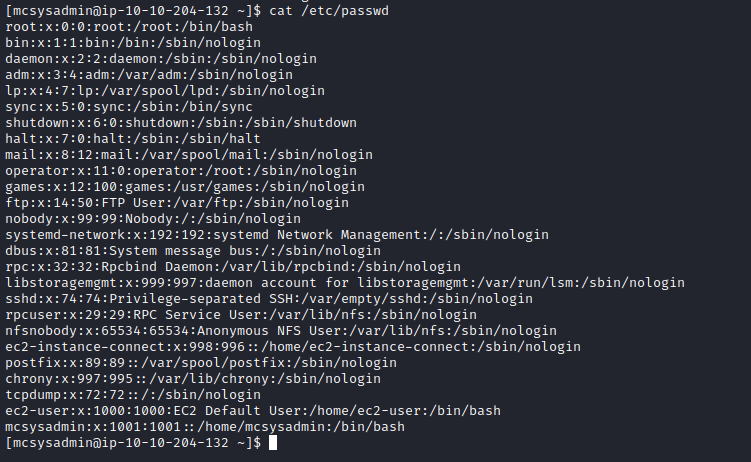 [mcsysadmin@ip-10-10-204-132 ~]$ cat /etc/passwd
root:x:0:0:root:/root:/bin/bash
bin:x:1:1:bin:/bin:/sbin/nologin
daemon:x:2:2:daemon:/sbin:/sbin/nologin
adm:x:3:4:adm:/var/adm:/sbin/nologin
lp:x:4:7:lp:/var/spool/lpd:/sbin/nologin
sync:x:5:0:sync:/sbin:/bin/sync
shutdown:x:6:0:shutdown:/sbin:/sbin/shutdown
halt:x:7:0:halt:/sbin:/sbin/halt
mail:x:8:12:mail:/var/spool/mail:/sbin/nologin
operator:x:11:0:operator:/root:/sbin/nologin
games:x:12:100:games:/usr/games:/sbin/nologin
ftp:x:14:50:FTP User:/var/ftp:/sbin/nologin
nobody:x:99:99:Nobody:/:/sbin/nologin
systemd-network:x:192:192:systemd Network Management:/:/sbin/nologin
dbus:x:81:81:System message bus:/:/sbin/nologin
rpc:x:32:32:Rpcbind Daemon:/var/lib/rpcbind:/sbin/nologin
libstoragemgmt:x:999:997:daemon account for libstoragemgmt:/var/run/lsm:/sbin/nologin
sshd:x:74:74:Privilege-separated SSH:/var/empty/sshd:/sbin/nologin
rpcuser:x:29:29:RPC Service User:/var/lib/nfs:/sbin/nologin
nfsnobody:x:65534:65534:Anonymous NFS User:/var/lib/nfs:/sbin/nologin
ec2-instance-connect:x:998:996::/home/ec2-instance-connect:/sbin/nologin
postfix:x:89:89::/var/spool/postfix:/sbin/nologin
chrony:x:997:995::/var/lib/chrony:/sbin/nologin
tcpdump:x:72:72::/:/sbin/nologin
ec2-user:x:1000:1000:EC2 Default User:/home/ec2-user:/bin/bash
mcsysadmin:x:1001:1001::/home/mcsysadmin:/bin/bash
[mcsysadmin@ip-10-10-204-132 ~]$